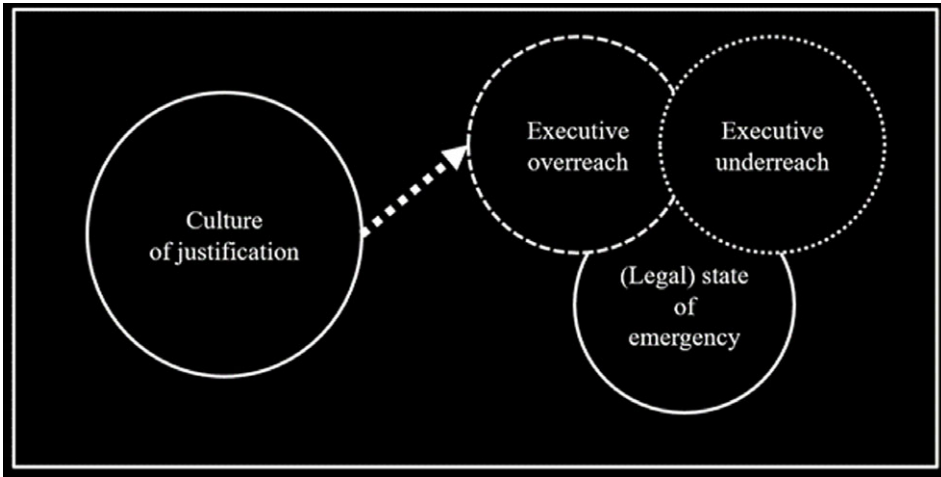 Culture
of justification
Executive
overreach
Executive
underreach
(Legal) state
of
emergency